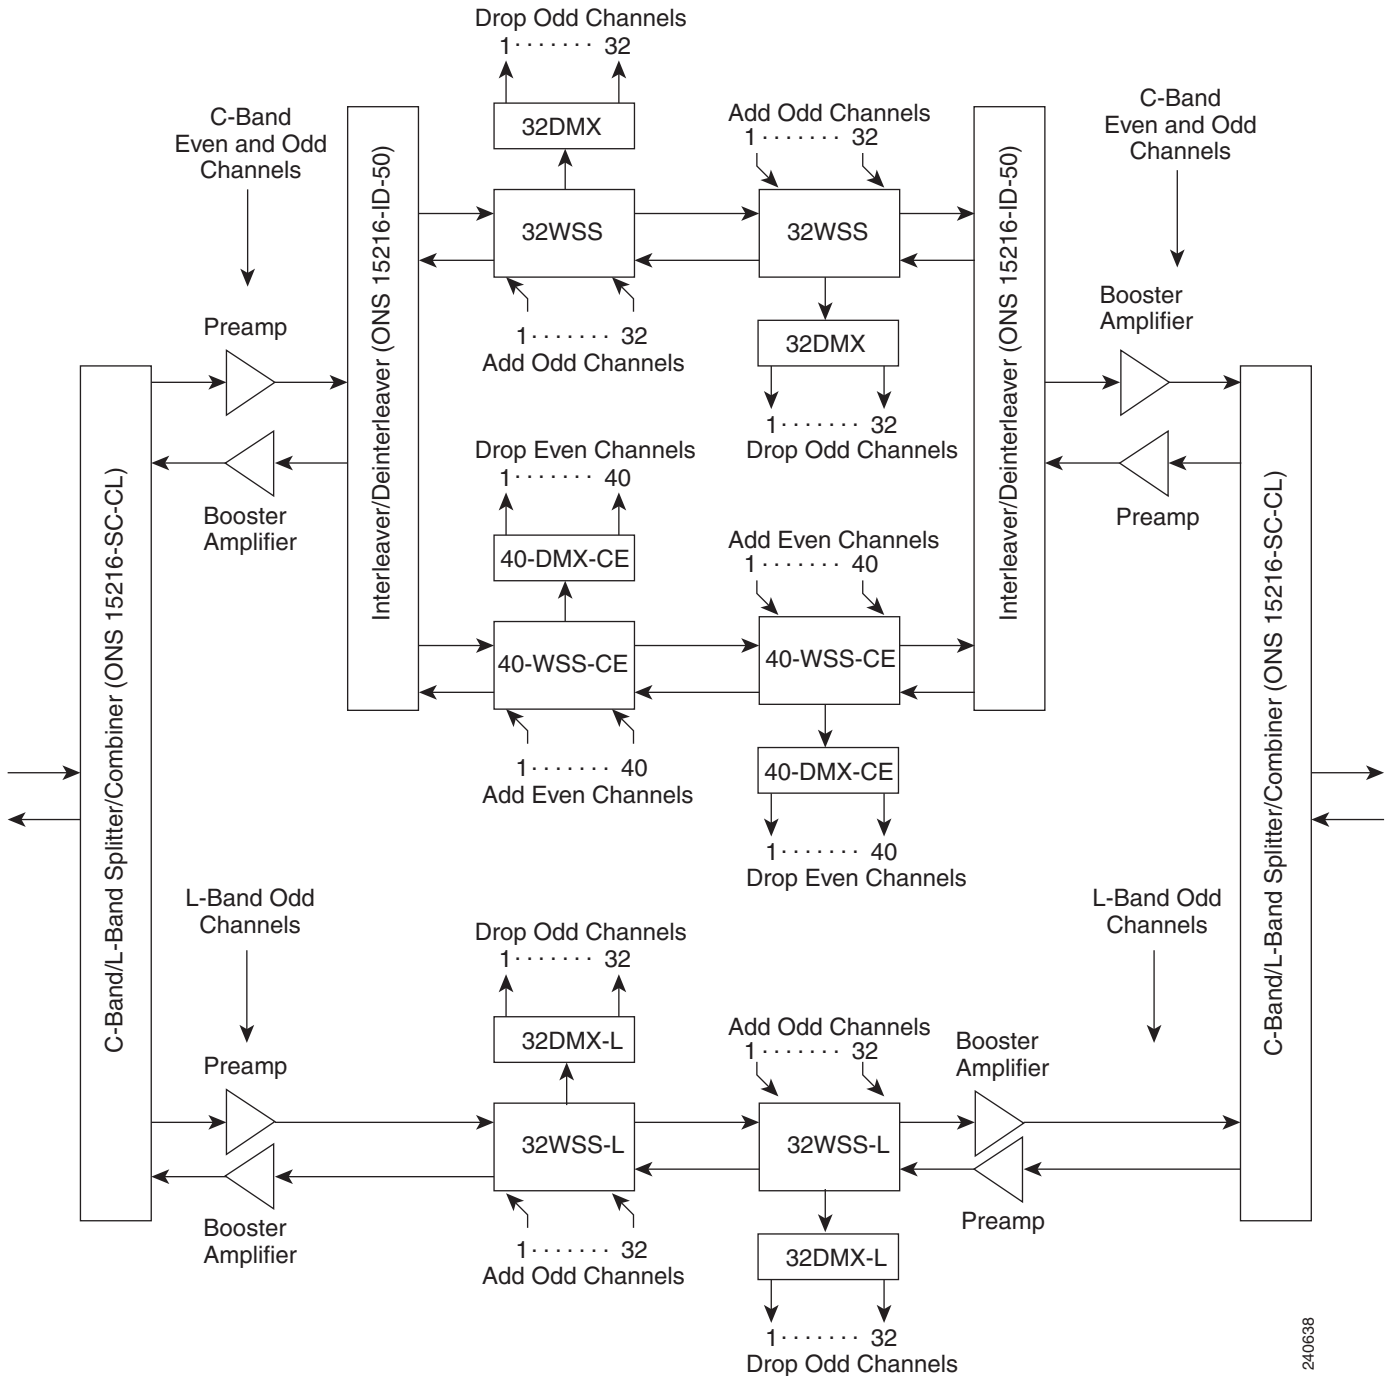 Drop Odd Channels
1 . . . . . . . 32
32DMX
C-Band
Even and Odd
Channels
Add Odd Channels
1 . . . . . . . 32
C-Band
Even and Odd
Channels
Interleaver/Deinterleaver (ONS 15216-ID-50)
32WSS
32WSS
Interleaver/Deinterleaver (ONS 15216-ID-50)
Preamp
1 . . . . . . . 32
Add Odd Channels
32DMX
Booster
Amplifier
1 . . . . . . . 32
Drop Odd Channels
Drop Even Channels
1 . . . . . . . 40
40-DMX-CE
Booster
Amplifier
Preamp
Add Even Channels
1 . . . . . . . 40
C-Band/L-Band Splitter/Combiner (ONS 15216-SC-CL)
40-WSS-CE
40-WSS-CE
C-Band/L-Band Splitter/Combiner (ONS 15216-SC-CL)
1 . . . . . . . 40
Add Even Channels
40-DMX-CE
1 . . . . . . . 40
Drop Even Channels
L-Band Odd
Channels
L-Band Odd
Channels
Drop Odd Channels
1 . . . . . . . 32
32DMX-L
Add Odd Channels
1 . . . . . . . 32
Preamp
Booster
Amplifier
32WSS-L
32WSS-L
Booster
Amplifier
Preamp
1 . . . . . . . 32
Add Odd Channels
32DMX-L
1 . . . . . . . 32
Drop Odd Channels
240638